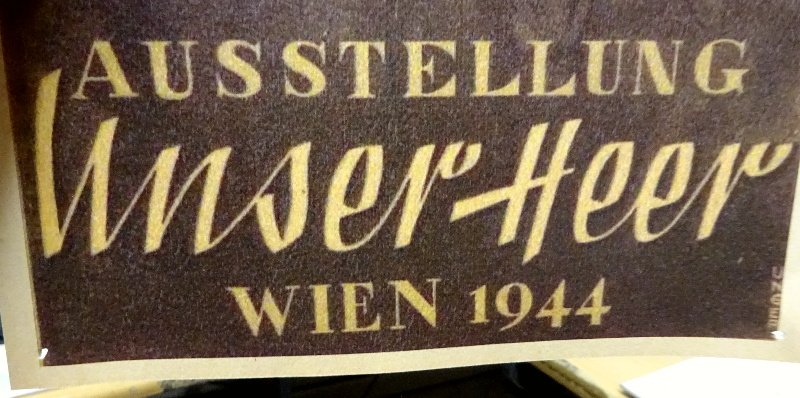 AUSSTELLUNG
Unser Heer
WIEN 1944